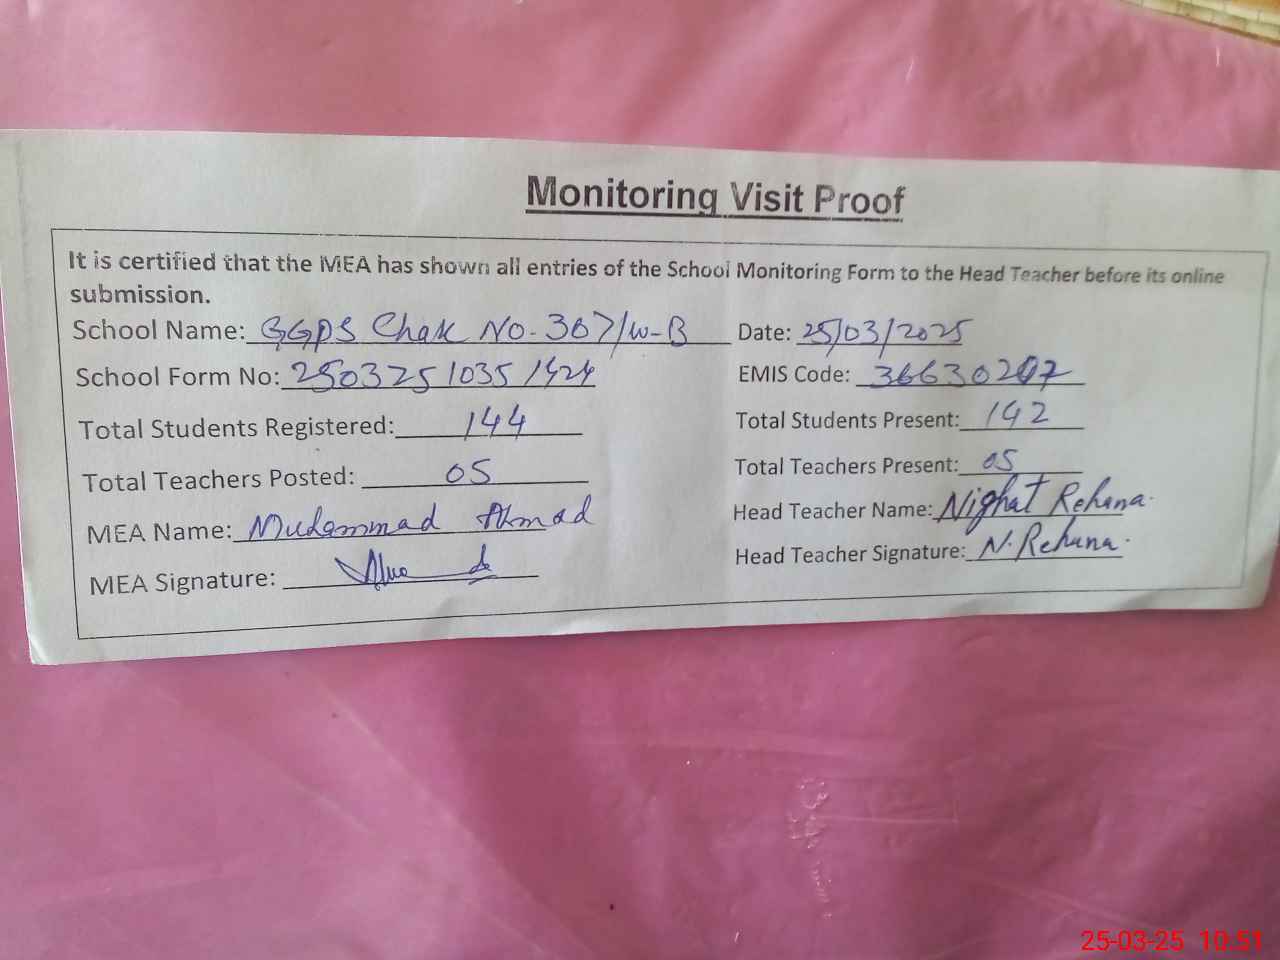 Monitoring Visit Proof
It is certified that the MEA has shown all entries of the School Monitoring Form to the Head Teacher before its online
submission.
School Name: GGPS Chak No-307/W-B Date: 25/03/2025
School Form No: 25032510351424 EMIS Code: 36630207
Total Students Registered: 144 Total Students Present: 142
Total Teachers Posted: 05 Total Teachers Present: 05
MEA Name: Muhammad Ahmad Head Teacher Name: Nighat Rehana.
MEA Signature: Head Teacher Signature: N. Rehana.
25-03-25 10:51